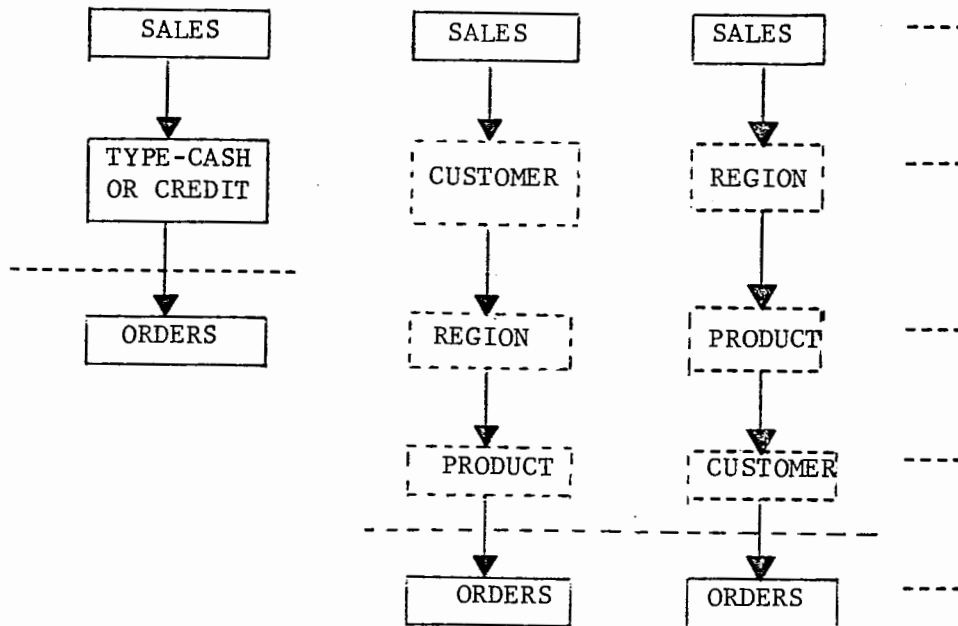 SALES
TYPE-CASH
OR CREDIT
ORDERS
SALES
CUSTOMER
REGION
PRODUCT
ORDERS
SALES
REGION
PRODUCT
CUSTOMER
ORDERS